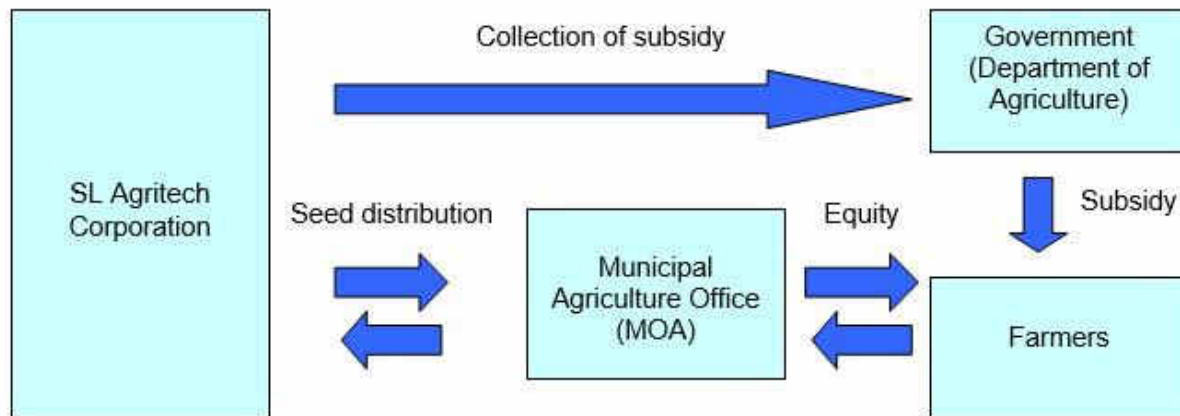 Collection of subsidy
Government
(Department of
Agriculture)
SL Agritech
Corporation
Seed distribution
Equity
Subsidy
Municipal
Agriculture Office
(MOA)
Farmers